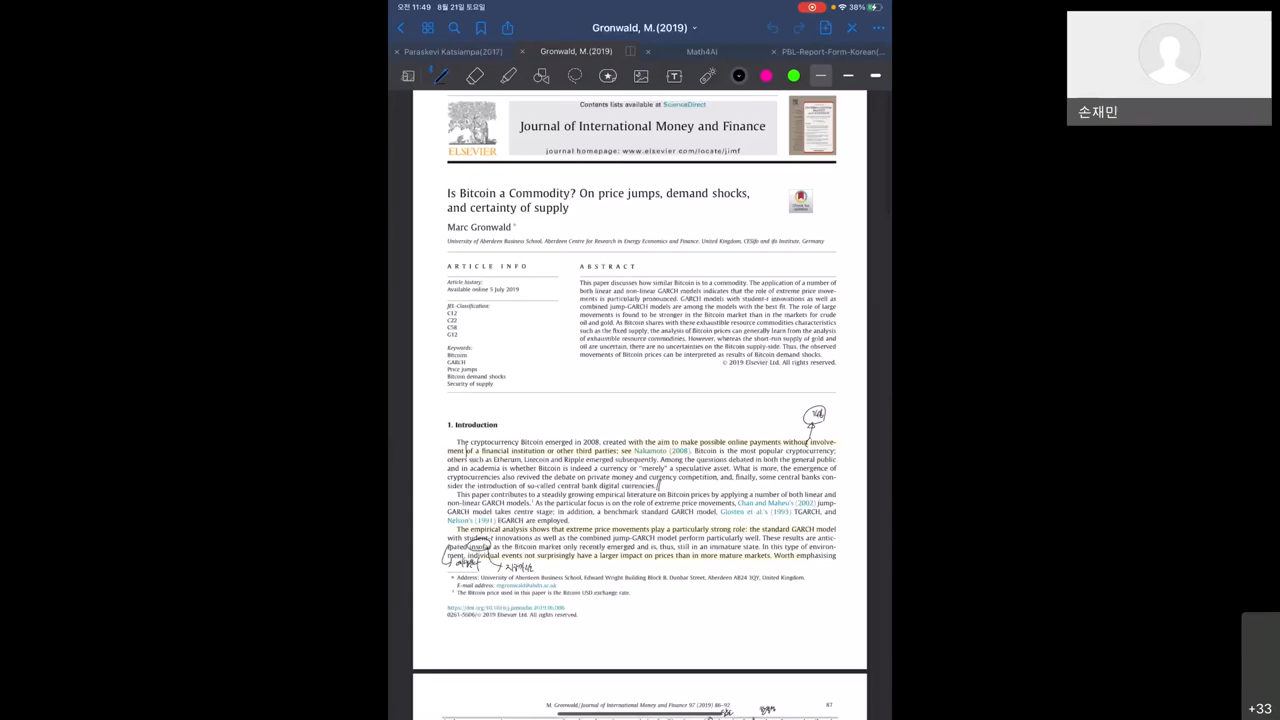 오전 11:49 8월 21일 토요일
38%
Gronwald, M.(2019)
Paraskevi Katsiampa(2017)
Gronwald, M.(2019)
Math4AI
PBL-Report-Form-Korean(...
손재민
Contents lists available at ScienceDirect
Journal of International Money and Finance
journal homepage: www.elsevier.com/locate/jimf
ELSEVIER
Is Bitcoin a Commodity? On price jumps, demand shocks,
and certainty of supply
Marc Gronwald *
University of Aberdeen Business School, Aberdeen Centre for Research in Energy Economics and Finance, United Kingdom, CESifo and ifo Institute, Germany
ARTICLE INFO
Article history:
Available online 5 July 2019
JEL Classification:
C12
C22
C58
G12
Keywords:
Bitcoin
GARCH
Price jumps
Bitcoin demand shocks
Security of supply
ABSTRACT
This paper discusses how similar Bitcoin is to a commodity. The application of a number of
both linear and non-linear GARCH models indicates that the role of extreme price move-
ments is particularly pronounced. GARCH models with student-t innovations as well as
combined jump-GARCH models are among the models with the best fit. The role of large
movements is found to be stronger in the Bitcoin market than in the markets for crude
oil and gold. As Bitcoin shares with these exhaustible resource commodities characteristics
such as the fixed supply, the analysis of Bitcoin prices can generally learn from the analysis
of exhaustible resource commodities. However, whereas the short-run supply of gold and
oil are uncertain, there are no uncertainties on the Bitcoin supply-side. Thus, the observed
movements of Bitcoin prices can be interpreted as results of Bitcoin demand shocks.
© 2019 Elsevier Ltd. All rights reserved.
1. Introduction
The cryptocurrency Bitcoin emerged in 2008, created with the aim to make possible online payments without involve-
ment of a financial institution or other third parties; see Nakamoto (2008). Bitcoin is the most popular cryptocurrency;
others such as Etherum, Litecoin and Ripple emerged subsequently. Among the questions debated in both the general public
and in academia is whether Bitcoin is indeed a currency or "merely" a speculative asset. What is more, the emergence of
cryptocurrencies also revived the debate on private money and currency competition, and, finally, some central banks con-
sider the introduction of so-called central bank digital currencies.
This paper contributes to a steadily growing empirical literature on Bitcoin prices by applying a number of both linear and
non-linear GARCH models.¹ As the particular focus is on the role of extreme price movements, Chan and Maheu's (2002) jump-
GARCH model takes centre stage; in addition, a benchmark standard GARCH model, Glosten et al.'s (1993) TGARCH, and
Nelson's (1991) EGARCH are employed.
The empirical analysis shows that extreme price movements play a particularly strong role: the standard GARCH model
with student-t innovations as well as the combined jump-GARCH model perform particularly well. These results are antic-
ipated insofar as the Bitcoin market only recently emerged and is, thus, still in an immature state. In this type of environ-
ment, individual events not surprisingly have a larger impact on prices than in more mature markets. Worth emphasising
* Address: University of Aberdeen Business School, Edward Wright Building Block B, Dunbar Street, Aberdeen AB24 3QY, United Kingdom.
E-mail address: mgronwald@abdn.ac.uk
¹ The Bitcoin price used in this paper is the Bitcoin USD exchange rate.
https://doi.org/10.1016/j.jimonfin.2019.06.006
0261-5606/© 2019 Elsevier Ltd. All rights reserved.
M. Gronwald/Journal of International Money and Finance 97 (2019) 86–92 87
+33